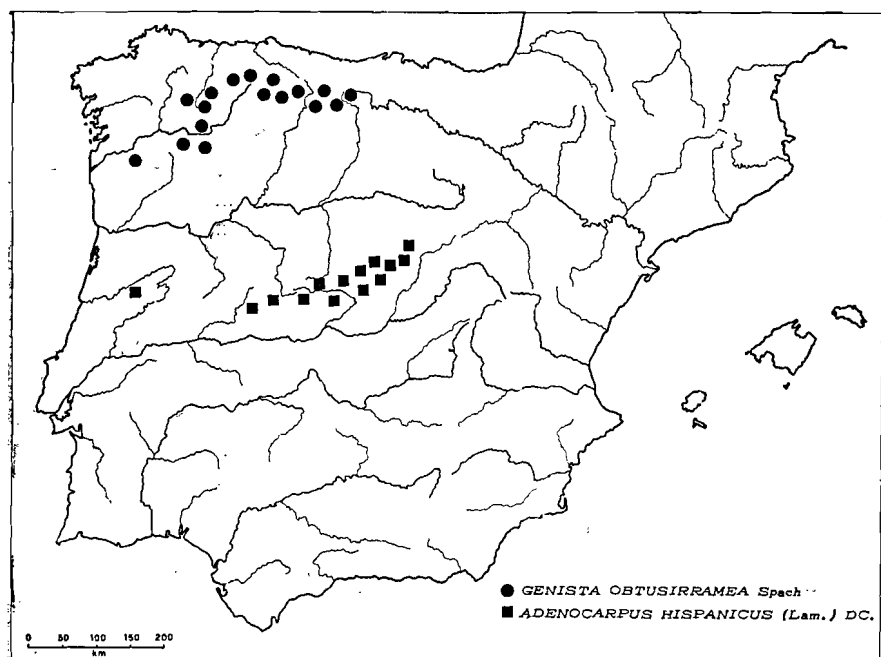 GENISTA OBTUSIRRAMEA Spach
ADENOCARPUS HISPANICUS (Lam.) DC.
0 50 100 150 200
km